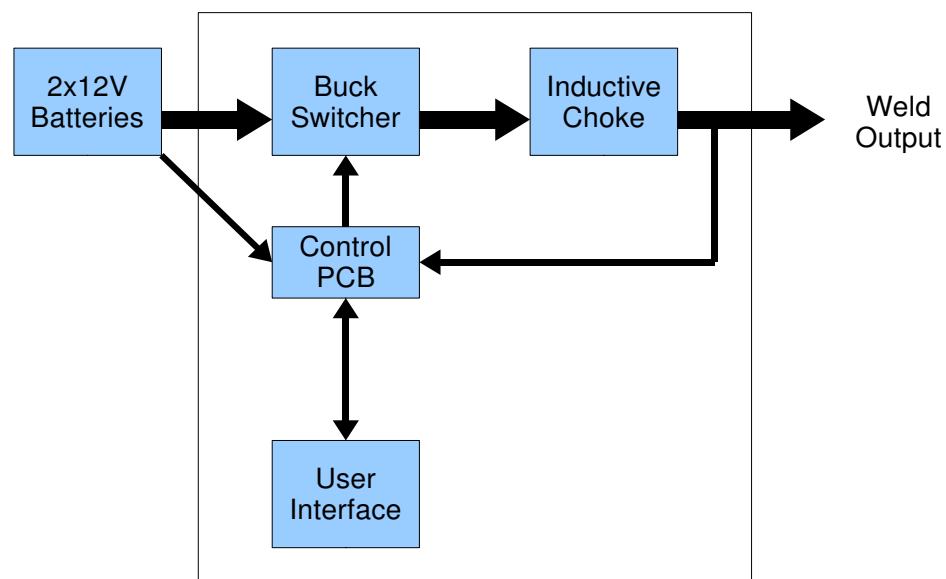 2x12V
Batteries
Buck
Switcher
Inductive
Choke
Weld
Output
Control
PCB
User
Interface